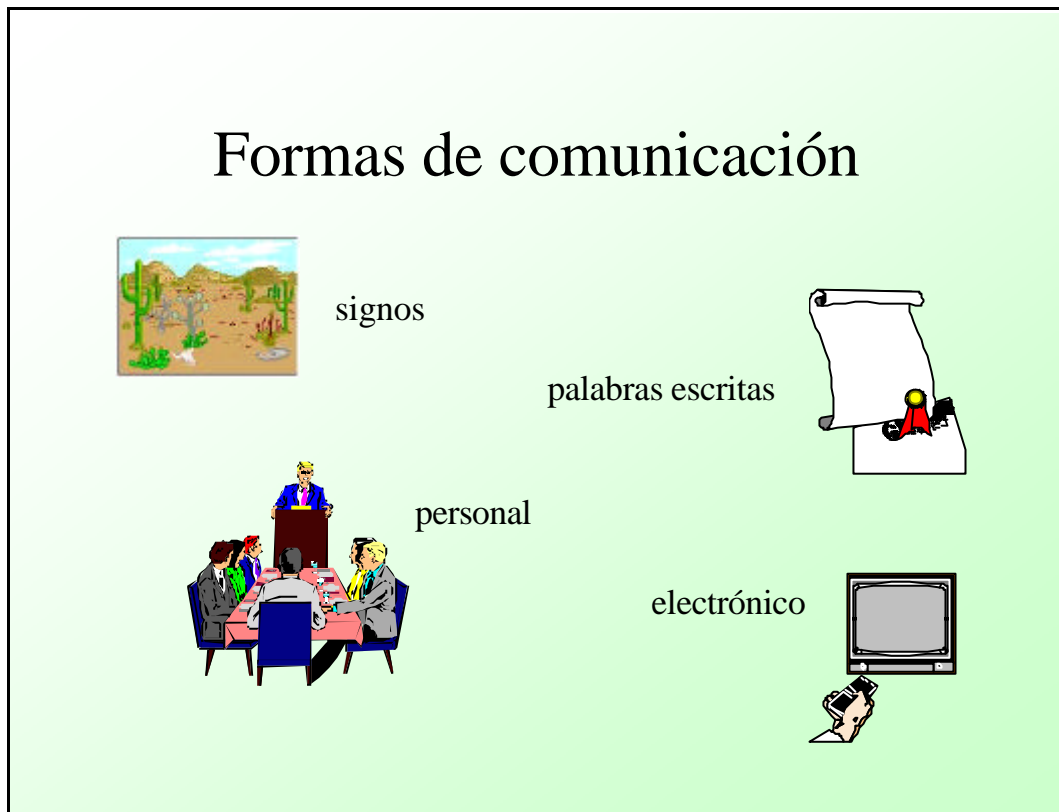 Formas de comunicación
signos
palabras escritas
personal
electrónico